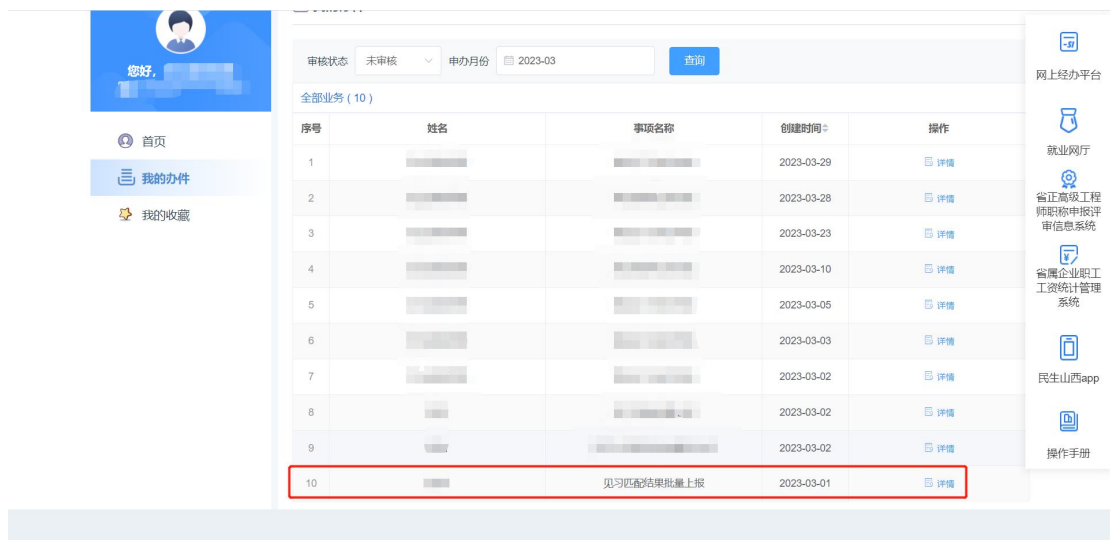 您好，
首页
我的办件
我的收藏
审核状态 未审核 申办月份 2023-03 查询
全部业务 ( 10 )
序号 姓名 事项名称 创建时间 操作
1 2023-03-29 详情
2 2023-03-28 详情
3 2023-03-23 详情
4 2023-03-10 详情
5 2023-03-05 详情
6 2023-03-03 详情
7 2023-03-02 详情
8 2023-03-02 详情
9 2023-03-02 详情
10 见习匹配结果批量上报 2023-03-01 详情
网上经办平台
就业网厅
省正高级工程
师职称申报评
审信息系统
省属企业职工
工资统计管理
系统
民生山西app
操作手册